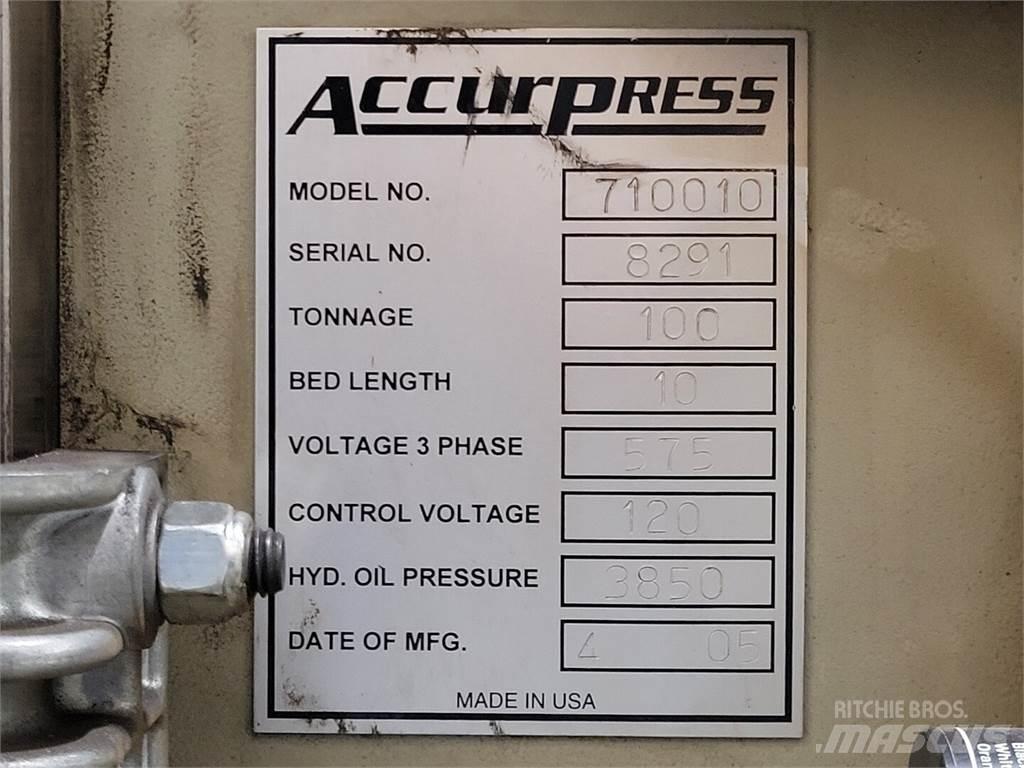 ACCURPRESS
MODEL NO. 710010
SERIAL NO. 8291
TONNAGE 100
BED LENGTH 10
VOLTAGE 3 PHASE 575
CONTROL VOLTAGE 120
HYD. OIL PRESSURE 3850
DATE OF MFG. 4 05
MADE IN USA
RITCHIE BROS.
MASCUS